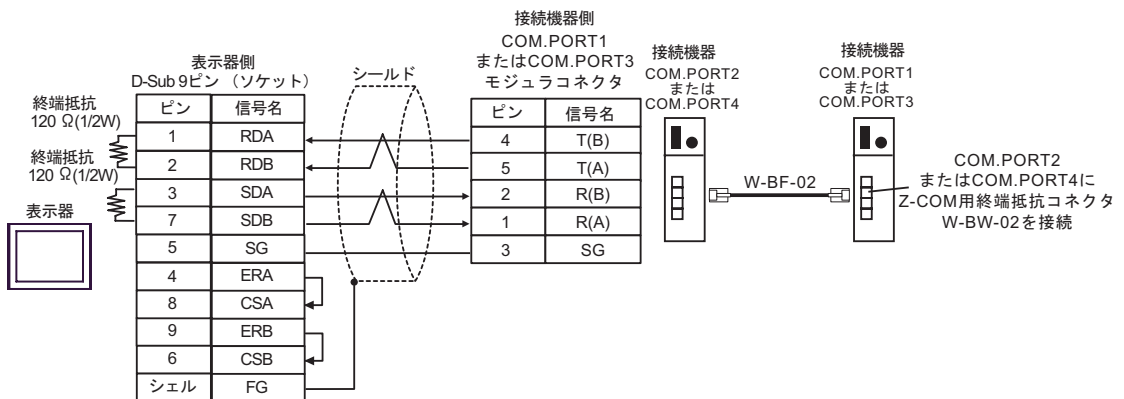 表示器側
D-Sub 9ピン （ソケット）
ピン 信号名
1 RDA
2 RDB
3 SDA
7 SDB
5 SG
4 ERA
8 CSA
9 ERB
6 CSB
シェル FG
終端抵抗
120 Ω(1/2W)
終端抵抗
120 Ω(1/2W)
表示器
シールド
接続機器側
COM.PORT1
またはCOM.PORT3
モジュラコネクタ
ピン 信号名
4 T(B)
5 T(A)
2 R(B)
1 R(A)
3 SG
接続機器
COM.PORT2
または
COM.PORT4
W-BF-02
接続機器
COM.PORT1
または
COM.PORT3
COM.PORT2
またはCOM.PORT4に
Z-COM用終端抵抗コネクタ
W-BW-02を接続